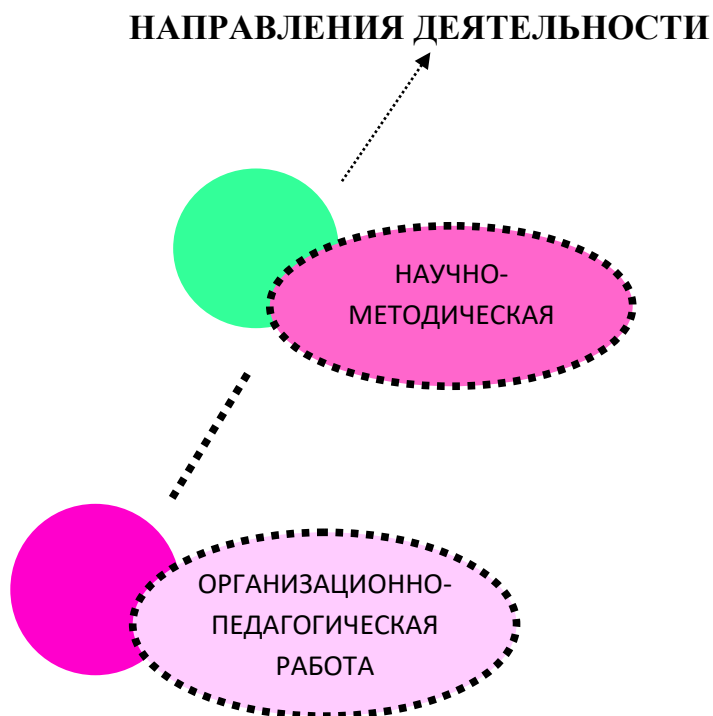 НАПРАВЛЕНИЯ ДЕЯТЕЛЬНОСТИ
НАУЧНО-
МЕТОДИЧЕСКАЯ
ОРГАНИЗАЦИОННО-
ПЕДАГОГИЧЕСКАЯ
РАБОТА